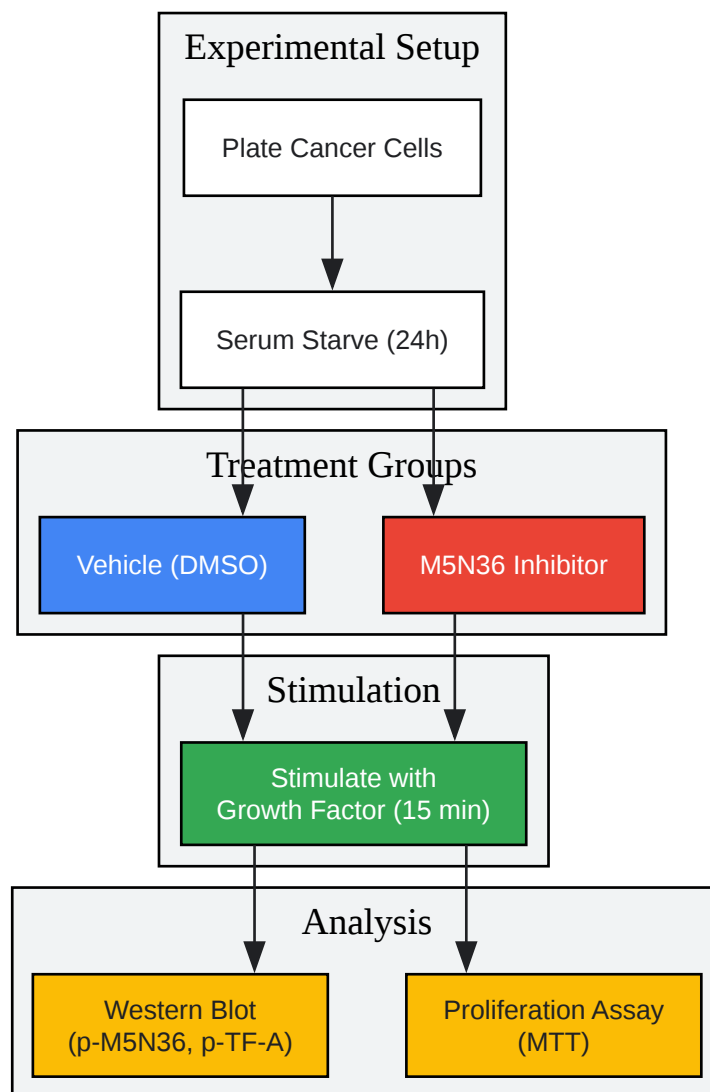 Experimental Setup
Plate Cancer Cells
Serum Starve (24h)
Treatment Groups
Vehicle (DMSO)
M5N36 Inhibitor
Stimulation
Stimulate with
Growth Factor (15 min)
Analysis
Western Blot
(p-M5N36, p-TF-A)
Proliferation Assay
(MTT)